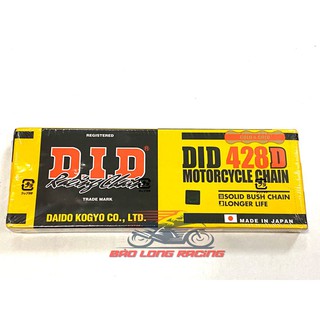 REGISTERED
D.I.D®
Racing Chain
TRADE MARK
DAIDO KOGYO CO., LTD.
DID 428D
MOTORCYCLE CHAIN
SOLID BUSH CHAIN
LONGER LIFE
MADE IN JAPAN
BẢO LONG RACING